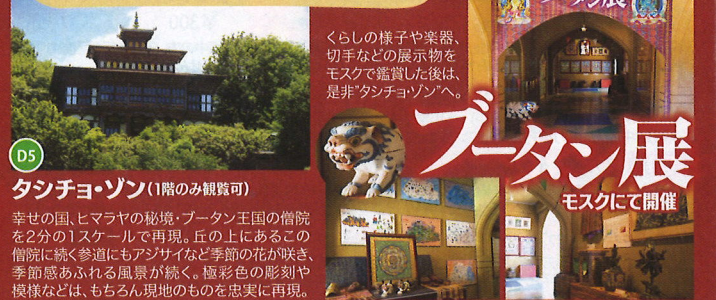 くらしの様子や楽器、
切手などの展示物を
モスクで鑑賞した後は、
是非"タシチョ・ゾン"へ。
ブータン展
ブータン展
モスクにて開催
D5
タシチョ・ゾン(1階のみ観覧可)
幸せの国、ヒマラヤの秘境・ブータン王国の僧院
を2分の1スケールで再現。丘の上にあるこの
僧院に続く参道にもアジサイなど季節の花が咲き、
季節感あふれる風景が続く。極彩色の彫刻や
模様などは、もちろん現地のものを忠実に再現。